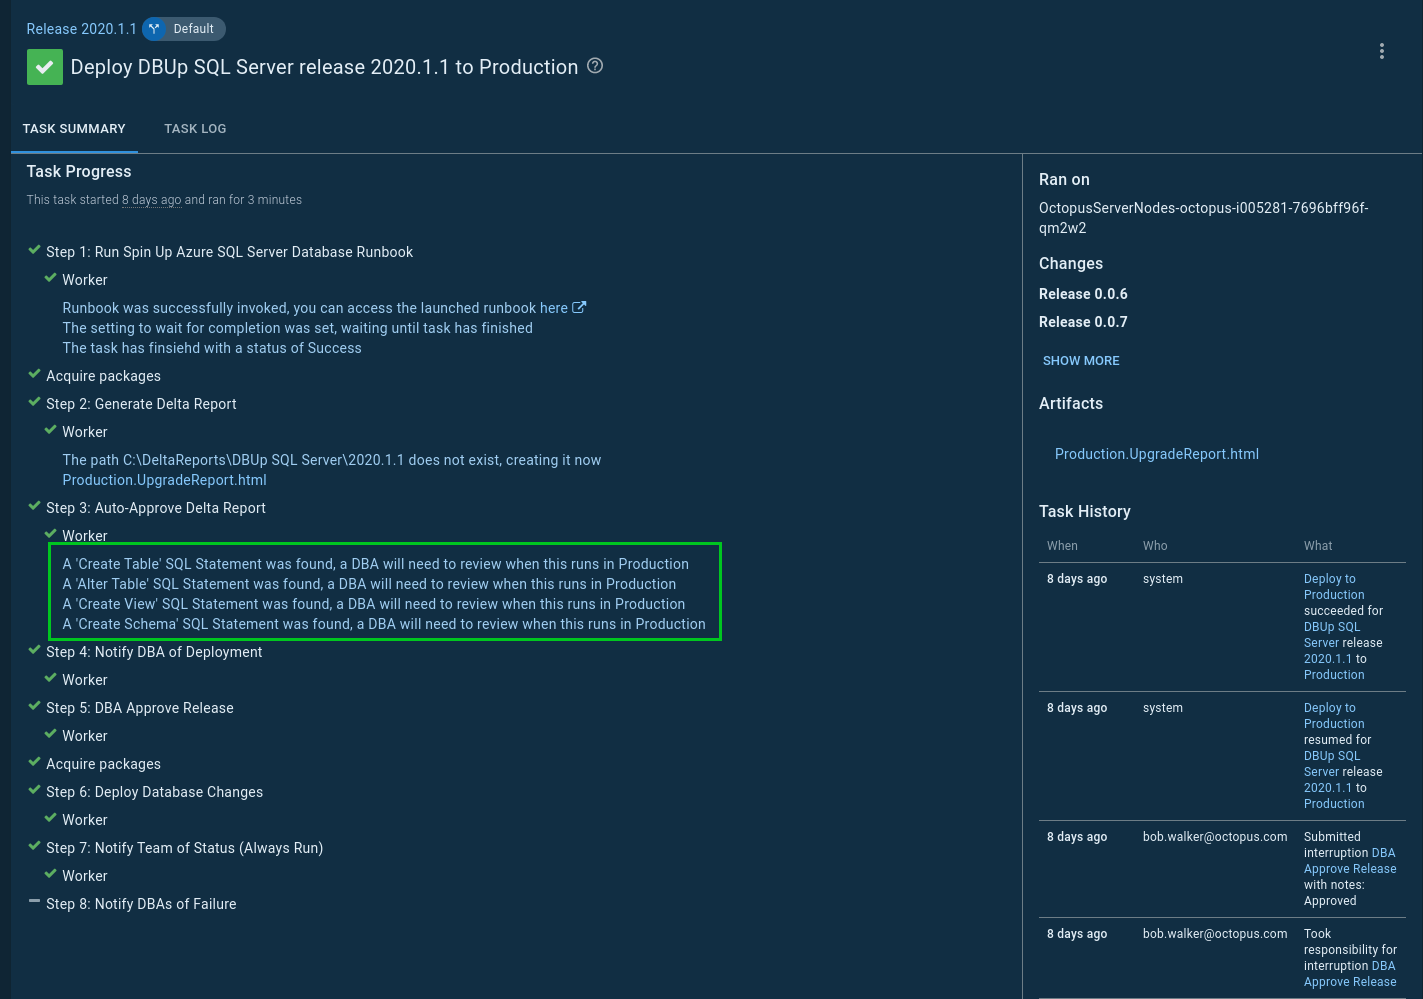 Release 2020.1.1 Default
Deploy DBUp SQL Server release 2020.1.1 to Production
TASK SUMMARY TASK LOG
Task Progress
This task started 8 days ago and ran for 3 minutes
Step 1: Run Spin Up Azure SQL Server Database Runbook
Worker
Runbook was successfully invoked, you can access the launched runbook here
The setting to wait for completion was set, waiting until task has finished
The task has finsiehd with a status of Success
Acquire packages
Step 2: Generate Delta Report
Worker
The path C:\DeltaReports\DBUp SQL Server\2020.1.1 does not exist, creating it now
Production.UpgradeReport.html
Step 3: Auto-Approve Delta Report
Worker
A 'Create Table' SQL Statement was found, a DBA will need to review when this runs in Production
A 'Alter Table' SQL Statement was found, a DBA will need to review when this runs in Production
A 'Create View' SQL Statement was found, a DBA will need to review when this runs in Production
A 'Create Schema' SQL Statement was found, a DBA will need to review when this runs in Production
Step 4: Notify DBA of Deployment
Worker
Step 5: DBA Approve Release
Worker
Acquire packages
Step 6: Deploy Database Changes
Worker
Step 7: Notify Team of Status (Always Run)
Worker
Step 8: Notify DBAs of Failure
Ran on
OctopusServerNodes-octopus-i005281-7696bff96f-
qm2w2
Changes
Release 0.0.6
Release 0.0.7
SHOW MORE
Artifacts
Production.UpgradeReport.html
Task History
When Who What
8 days ago system Deploy to
Production
succeeded for
DBUp SQL
Server release
2020.1.1 to
Production
8 days ago system Deploy to
Production
resumed for
DBUp SQL
Server release
2020.1.1 to
Production
8 days ago bob.walker@octopus.com Submitted
interruption DBA
Approve Release
with notes:
Approved
8 days ago bob.walker@octopus.com Took
responsibility for
interruption DBA
Approve Release